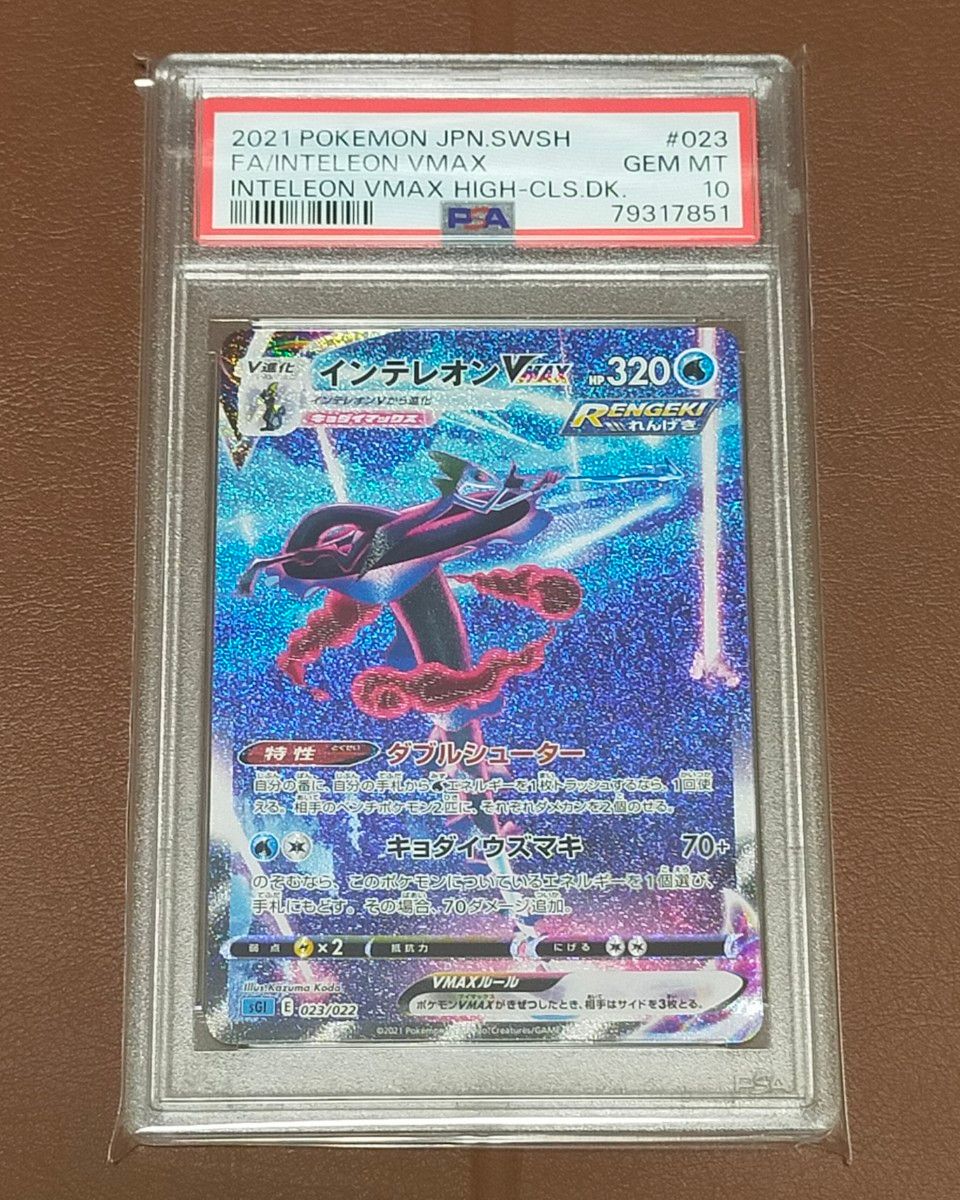 2021 POKEMON JPN.SWSH #023
FA/INTELEON VMAX GEM MT
INTELEON VMAX HIGH-CLS.DK. 10
PSA 79317851
V進化 インテレオンVMAX HP320
インテレオンVから進化
キョダイマックス
RENGEKI
れんげき
特性 とくせい ダブルシューター
自分の番に、自分の手札からエネルギーを1枚トラッシュするなら、1回使
える。相手のベンチポケモン2匹に、それぞれダメカンを2個のせる。
キョダイウズマキ 70+
のぞむなら、このポケモンについているエネルギーを1個選び、
手札にもどす。その場合、70ダメージ追加。
弱点 ×2 抵抗力 にげる
Illus. Kazuma Koda
VMAXルール
ポケモンVMAXがきぜつしたとき、相手はサイドを3枚とる。
sGI E 023/022
©2021 Pokémon Creatures/GAME
PSA